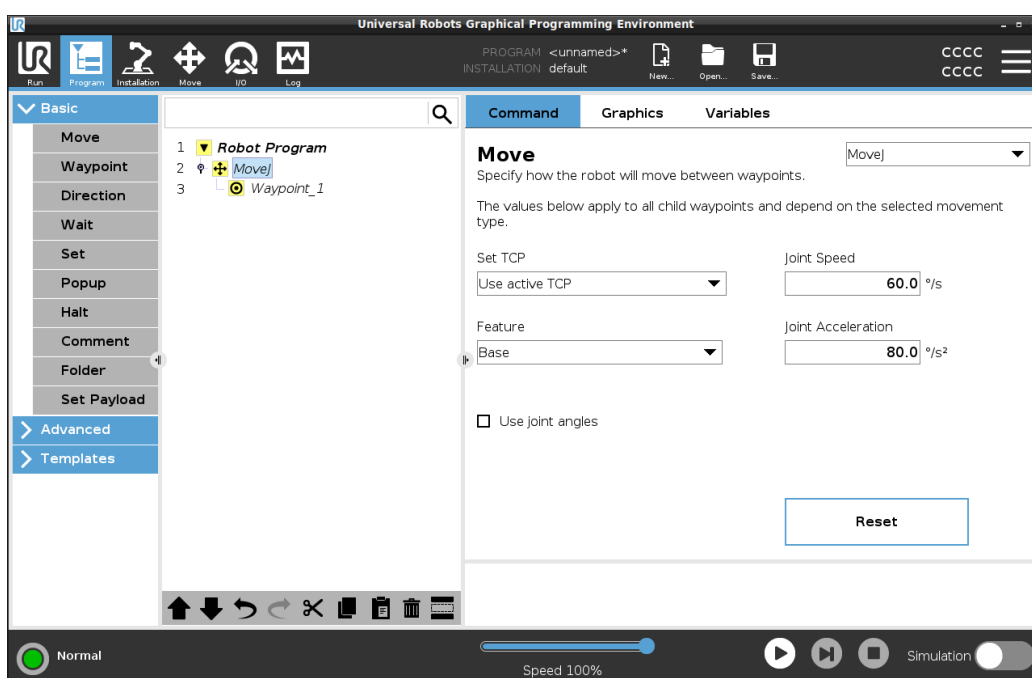 Universal Robots Graphical Programming Environment
UR
Run
Program
Installation
Move
I/O
Log
PROGRAM <unnamed>*
INSTALLATION default
New...
Open...
Save...
CCCC
CCCC
Basic
Move
Waypoint
Direction
Wait
Set
Popup
Halt
Comment
Folder
Set Payload
Advanced
Templates
1 Robot Program
2 MoveJ
3 Waypoint_1
Command Graphics Variables
Move
MoveJ
Specify how the robot will move between waypoints.
The values below apply to all child waypoints and depend on the selected movement
type.
Set TCP
Use active TCP
Joint Speed
60.0 °/s
Feature
Base
Joint Acceleration
80.0 °/s²
Use joint angles
Reset
Normal
Speed 100%
Simulation